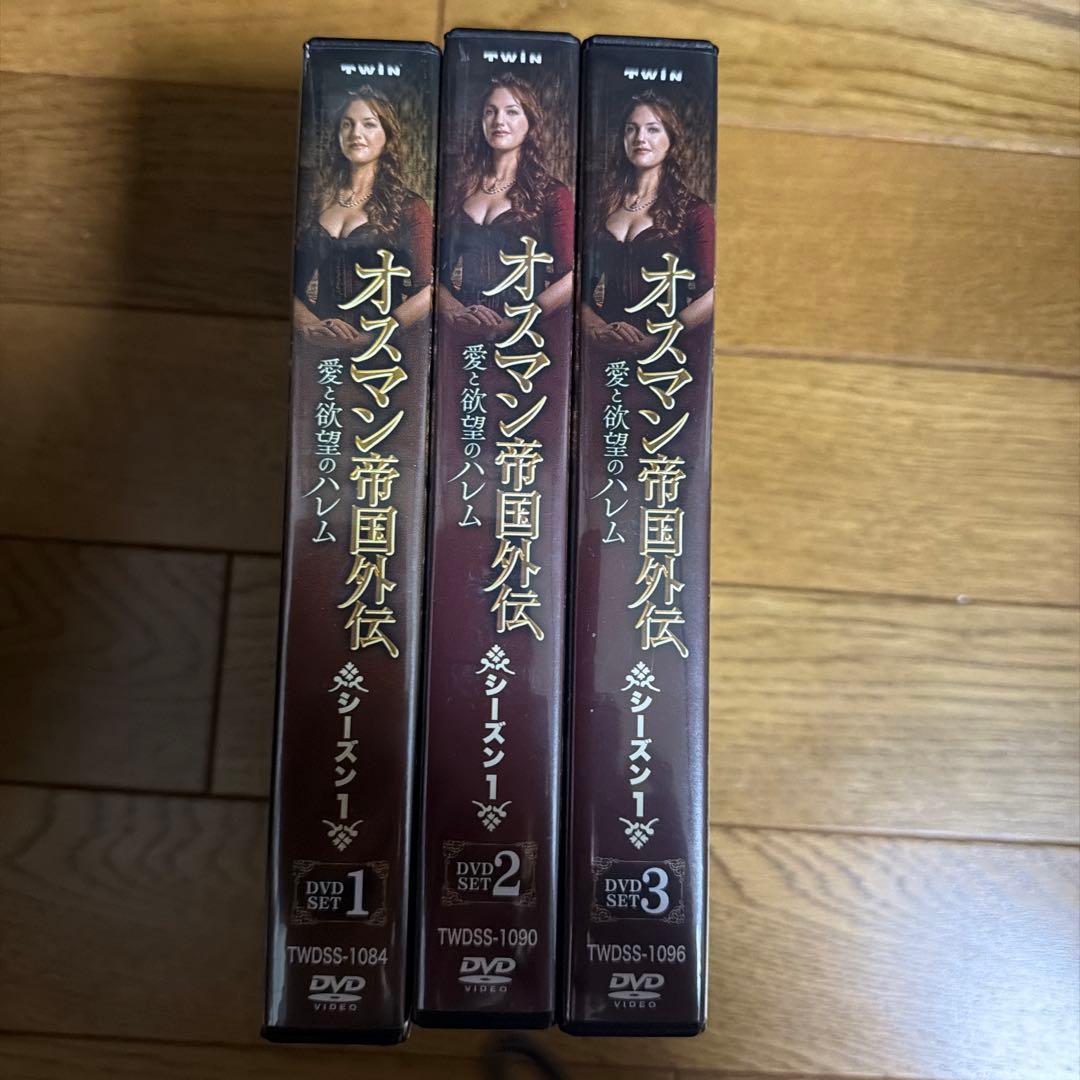 TWIN
オスマン帝国外伝
愛と欲望のハレム
シーズン1
DVD
SET 1
TWDSS-1084
DVD
VIDEO
TWIN
オスマン帝国外伝
愛と欲望のハレム
シーズン1
DVD
SET 2
TWDSS-1090
DVD
VIDEO
TWIN
オスマン帝国外伝
愛と欲望のハレム
シーズン1
DVD
SET 3
TWDSS-1096
DVD
VIDEO